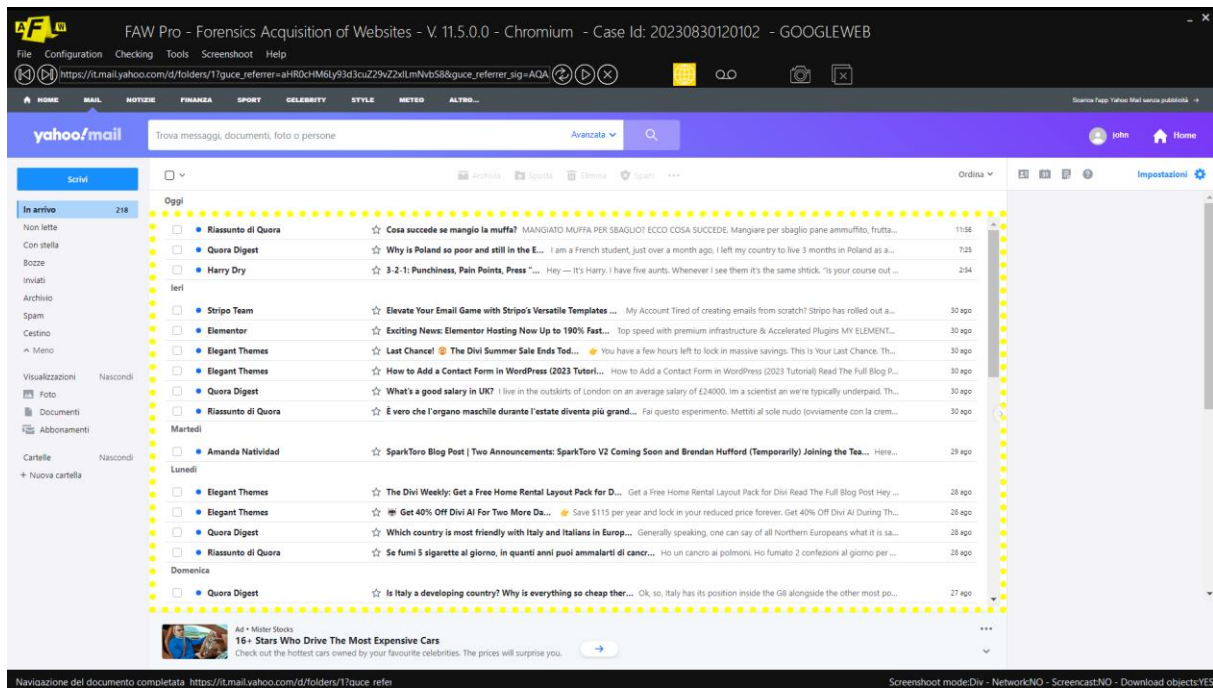 FAW
FAW Pro - Forensics Acquisition of Websites - V. 11.5.0.0 - Chromium - Case Id: 20230830120102 - GOOGLEWEB
File Configuration Checking Tools Screenshoot Help
https://it.mail.yahoo.com/d/folders/1?guce_referrer=aHR0cHM6Ly93d3cuZ29vZ2xlLmNvbS8&guce_referrer_sig=AQA
HOME MAIL NOTIZIE FINANZA SPORT CELEBRITY STYLE METEO ALTRO... Scarica l'app Yahoo Mail senza pubblicità →
yahoo!mail Trova messaggi, documenti, foto o persone Avanzata john Home
Scrivi Archivia Sposta Elimina Spam ••• Ordina 31 Impostazioni
In arrivo 218
Non lette
Con stella
Bozze
Inviati
Archivio
Spam
Cestino
Meno
Visualizzazioni Nascondi
Foto
Documenti
Abbonamenti
Cartelle Nascondi
+ Nuova cartella
Oggi
Riassunto di Quora Cosa succede se mangio la muffa? MANGIATO MUFFA PER SBAGLIO? ECCO COSA SUCCEDE. Mangiare per sbaglio pane ammuffito, frutta... 11:56
Quora Digest Why is Poland so poor and still in the E... I am a French student, just over a month ago, I left my country to live 3 months in Poland as a... 7:25
Harry Dry 3-2-1: Punchiness, Pain Points, Press "... Hey — It's Harry. I have five aunts. Whenever I see them it's the same shtick. "Is your course out ... 2:54
Ieri
Stripo Team Elevate Your Email Game with Stripo's Versatile Templates ... My Account Tired of creating emails from scratch? Stripo has rolled out a... 30 ago
Elementor Exciting News: Elementor Hosting Now Up to 190% Fast... Top speed with premium infrastructure & Accelerated Plugins MY ELEMENT... 30 ago
Elegant Themes Last Chance! 😱 The Divi Summer Sale Ends Tod... 👉 You have a few hours left to lock in massive savings. This Is Your Last Chance. Th... 30 ago
Elegant Themes How to Add a Contact Form in WordPress (2023 Tutori... How to Add a Contact Form in WordPress (2023 Tutorial) Read The Full Blog P... 30 ago
Quora Digest What's a good salary in UK? I live in the outskirts of London on an average salary of £24000. Im a scientist an we're typically underpaid. Th... 30 ago
Riassunto di Quora È vero che l'organo maschile durante l'estate diventa più grand... Fai questo esperimento. Mettiti al sole nudo (ovviamente con la crem... 30 ago
Martedì
Amanda Natividad SparkToro Blog Post | Two Announcements: SparkToro V2 Coming Soon and Brendan Hufford (Temporarily) Joining the Tea... Here... 29 ago
Lunedì
Elegant Themes The Divi Weekly: Get a Free Home Rental Layout Pack for D... Get a Free Home Rental Layout Pack for Divi Read The Full Blog Post Hey ... 28 ago
Elegant Themes Get 40% Off Divi AI For Two More Da... 👉 Save $115 per year and lock in your reduced price forever. Get 40% Off Divi AI During Th... 28 ago
Quora Digest Which country is most friendly with Italy and Italians in Europ... Generally speaking, one can say of all Northern Europeans what it is sa... 28 ago
Riassunto di Quora Se fumi 5 sigarette al giorno, in quanti anni puoi ammalarti di cancr... Ho un cancro ai polmoni. Ho fumato 2 confezioni al giorno per ... 28 ago
Domenica
Quora Digest Is Italy a developing country? Why is everything so cheap ther... Ok, so, Italy has its position inside the G8 alongside the other most po... 27 ago
Ad • Mister Stocks
16+ Stars Who Drive The Most Expensive Cars
Check out the hottest cars owned by your favourite celebrities. The prices will surprise you.
Navigazione del documento completata https://it.mail.yahoo.com/d/folders/1?guce_refer Screenshoot mode:Div - Network:NO - Screencast:NO - Download objects:YES